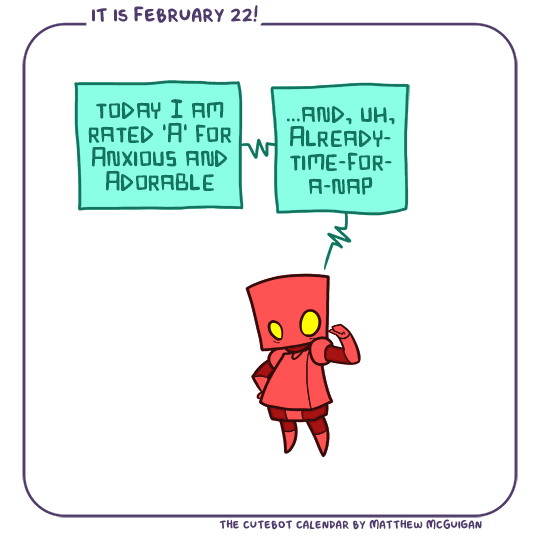 IT IS FEBRUARY 22!
TODAY I AM
RATED 'A' FOR
ANXIOUS AND
ADORABLE
...AND, UH,
ALREADY-
TIME-FOR-
A-NAP
THE CUTEBOT CALENDAR BY MATTHEW MCGUIGAN